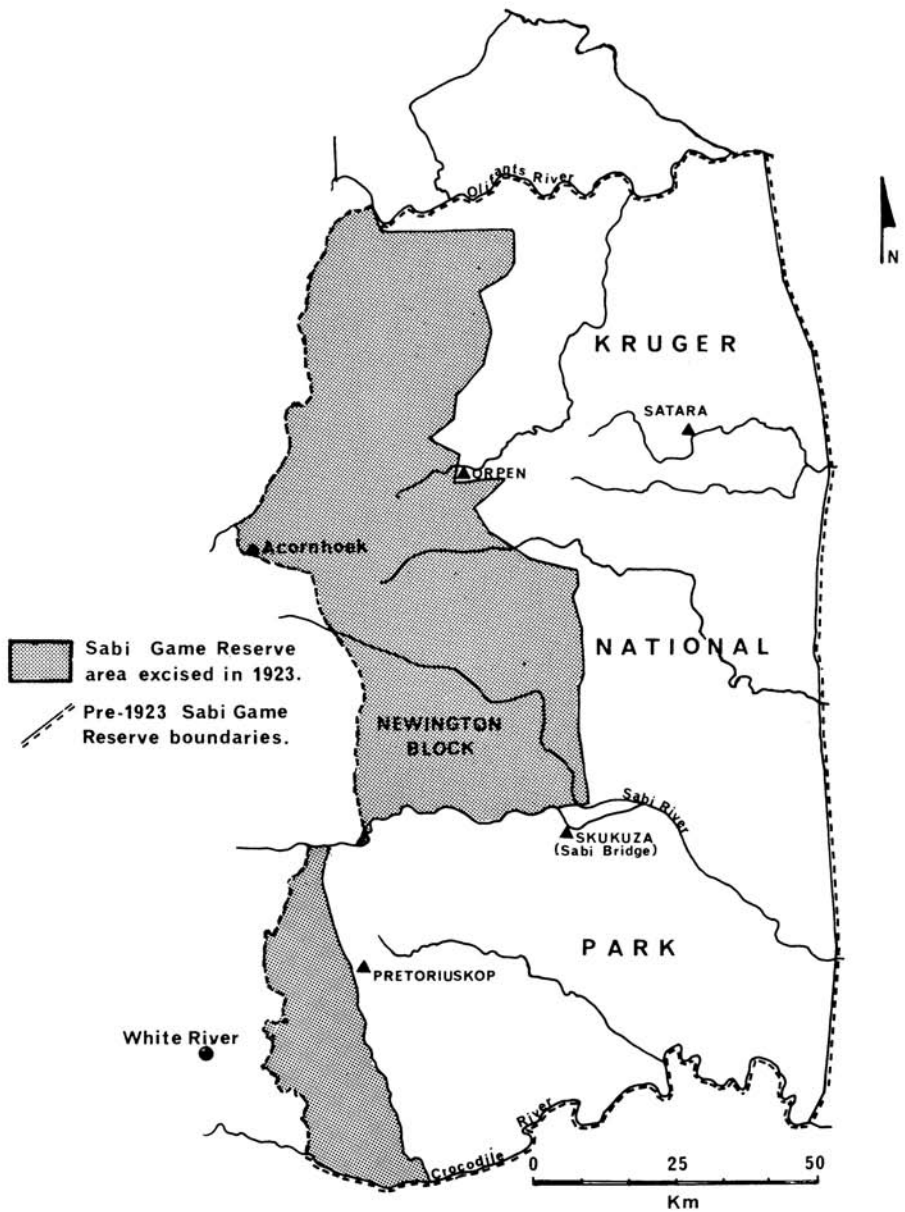 Olifants River
N
KRUGER
SATARA
ORPEN
Acornhoek
Sabi Game Reserve
area excised in 1923.
NATIONAL
Pre-1923 Sabi Game
Reserve boundaries.
NEWINGTON
BLOCK
Sabi River
SKUKUZA
(Sabi Bridge)
PARK
PRETORIUSKOP
White River
Crocodile River
0 25 50
Km